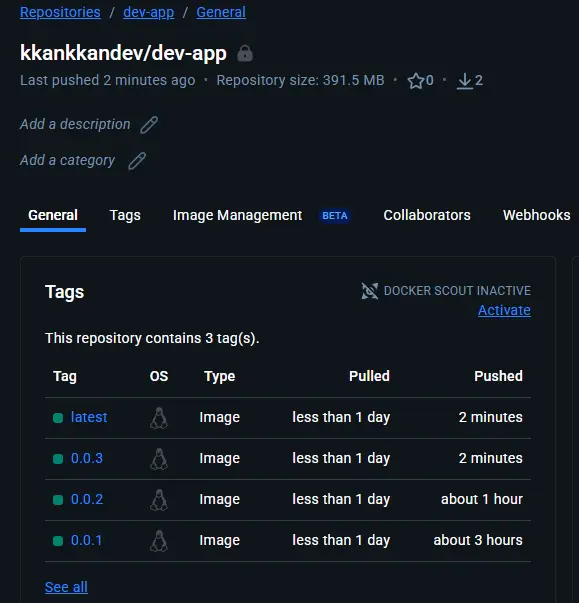 Repositories / dev-app / General
kkankkandev/dev-app
Last pushed 2 minutes ago · Repository size: 391.5 MB · 0 · 2
Add a description
Add a category
General Tags Image Management BETA Collaborators Webhooks
Tags DOCKER SCOUT INACTIVE
Activate
This repository contains 3 tag(s).
Tag OS Type Pulled Pushed
latest Image less than 1 day 2 minutes
0.0.3 Image less than 1 day 2 minutes
0.0.2 Image less than 1 day about 1 hour
0.0.1 Image less than 1 day about 3 hours
See all